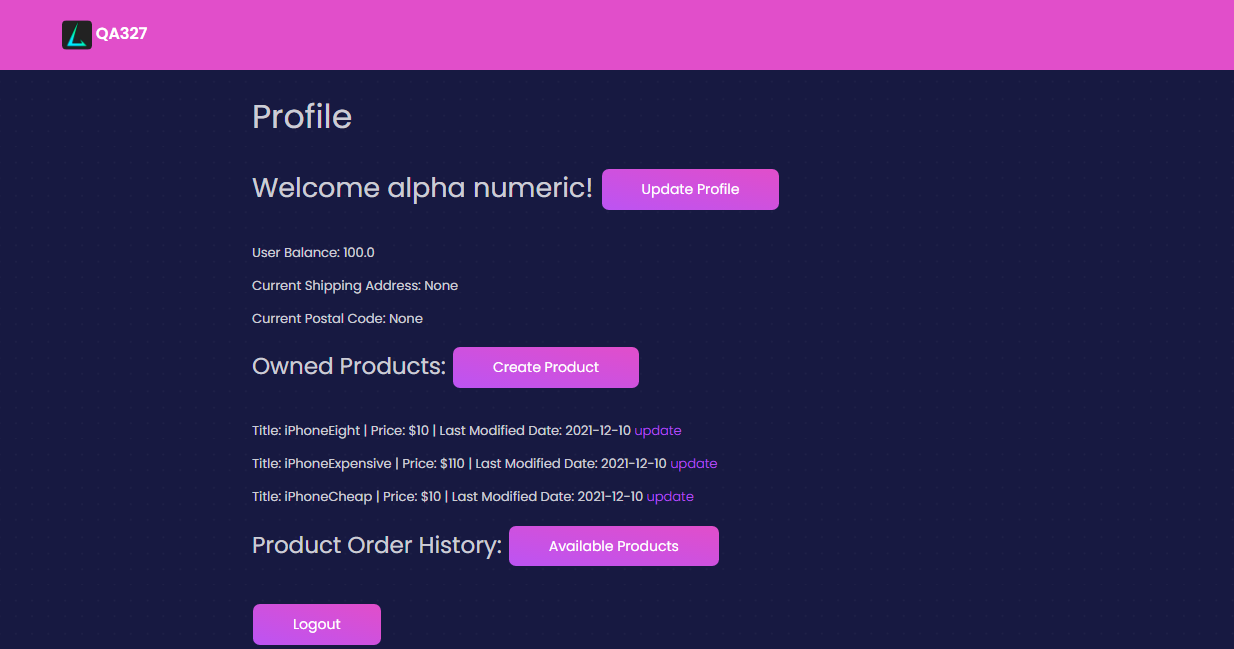 QA327
Profile
Welcome alpha numeric! Update Profile
User Balance: 100.0
Current Shipping Address: None
Current Postal Code: None
Owned Products: Create Product
Title: iPhoneEight | Price: $10 | Last Modified Date: 2021-12-10 update
Title: iPhoneExpensive | Price: $110 | Last Modified Date: 2021-12-10 update
Title: iPhoneCheap | Price: $10 | Last Modified Date: 2021-12-10 update
Product Order History: Available Products
Logout